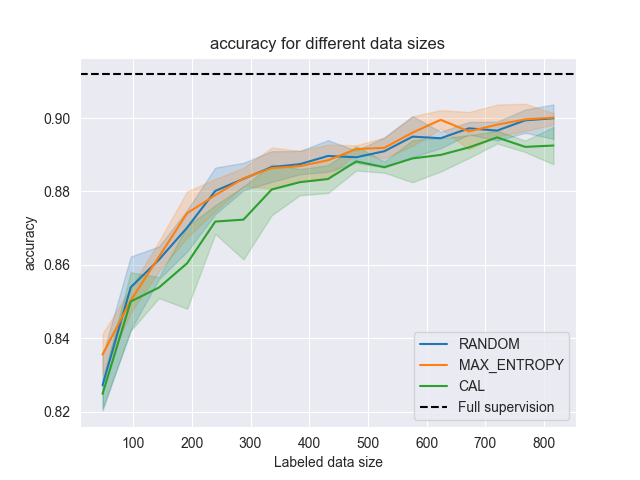 accuracy for different data sizes
accuracy
0.90
0.88
0.86
0.84
0.82
100 200 300 400 500 600 700 800
Labeled data size
RANDOM
MAX_ENTROPY
CAL
Full supervision